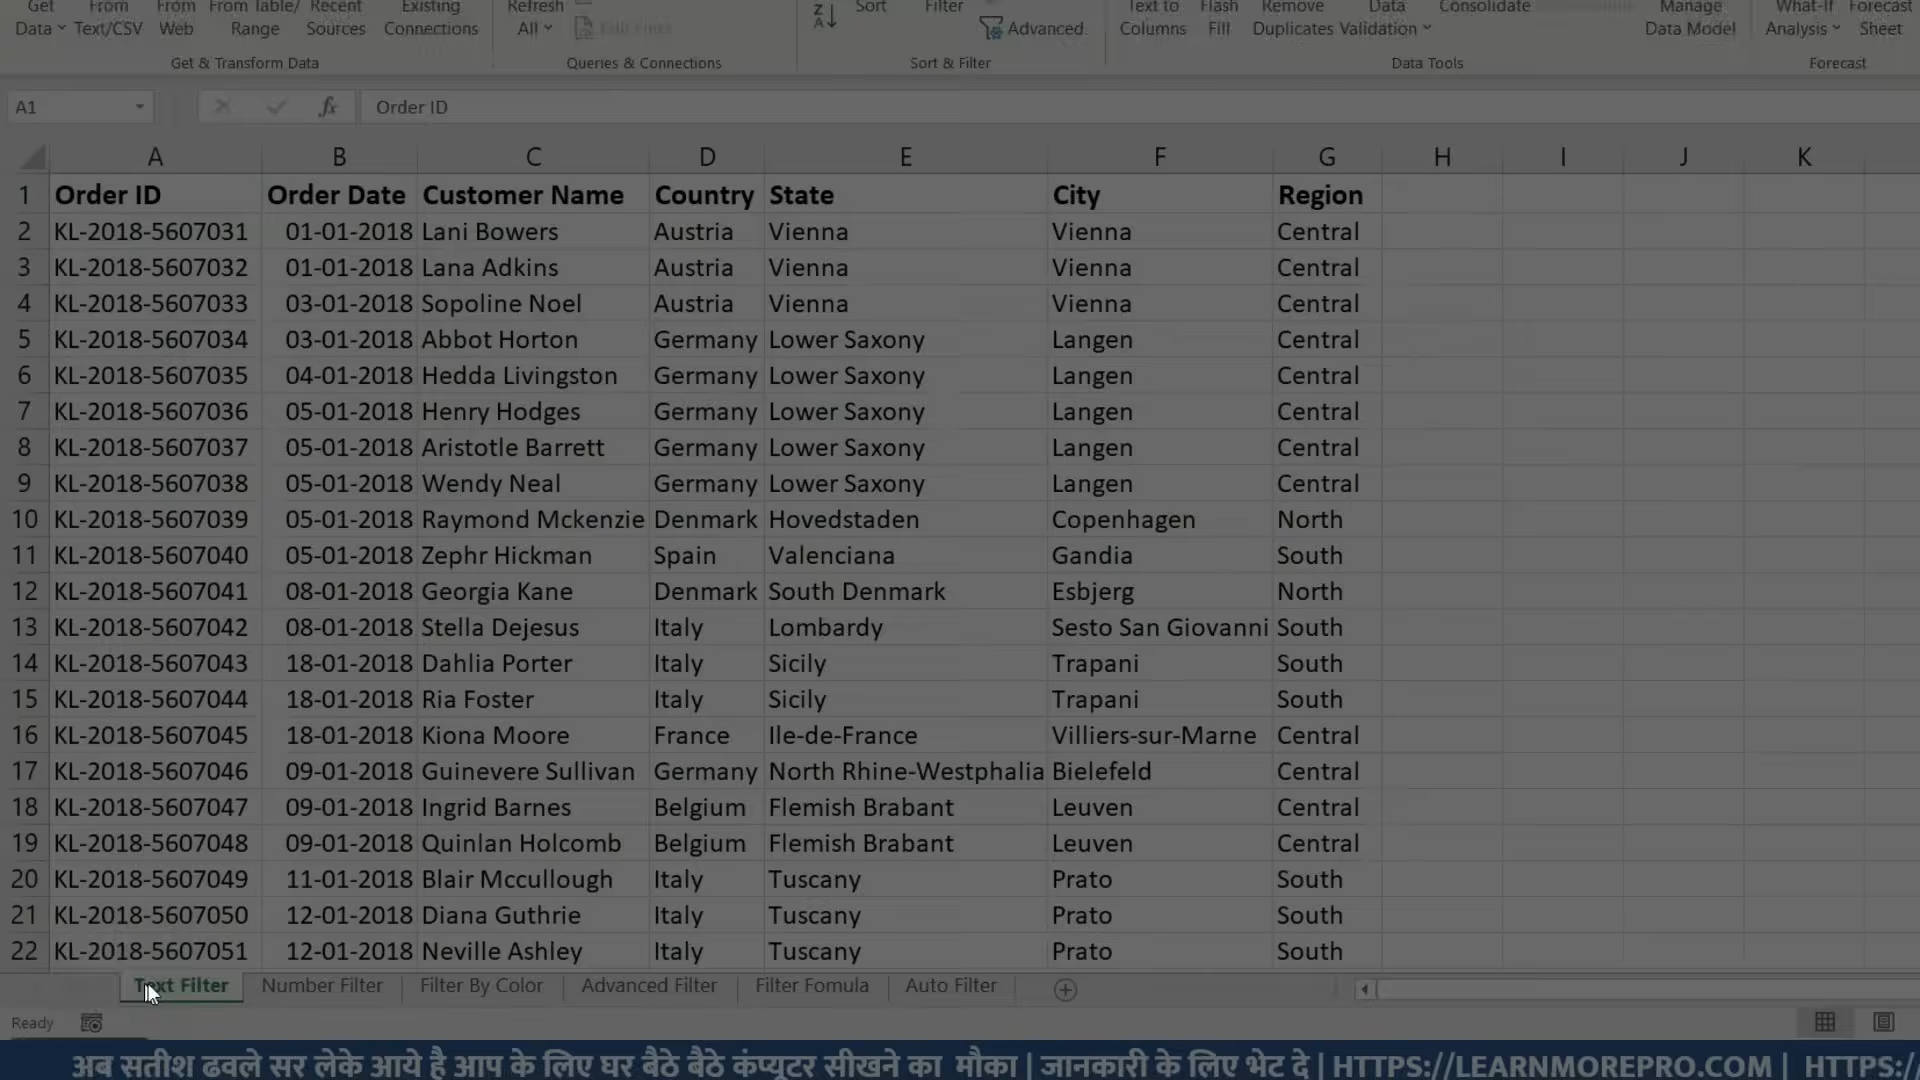 Get From From From Table/ Recent Existing Refresh Sort Filter Text to Flash Remove Data Consolidate Manage What-If Forecast
Data Text/CSV Web Range Sources Connections All Edit Links Advanced Columns Fill Duplicates Validation Data Model Analysis Sheet
Get & Transform Data Queries & Connections Sort & Filter Data Tools Forecast
A1 fx Order ID
A B C D E F G H I J K
1 Order ID Order Date Customer Name Country State City Region
2 KL-2018-5607031 01-01-2018 Lani Bowers Austria Vienna Vienna Central
3 KL-2018-5607032 01-01-2018 Lana Adkins Austria Vienna Vienna Central
4 KL-2018-5607033 03-01-2018 Sopoline Noel Austria Vienna Vienna Central
5 KL-2018-5607034 03-01-2018 Abbot Horton Germany Lower Saxony Langen Central
6 KL-2018-5607035 04-01-2018 Hedda Livingston Germany Lower Saxony Langen Central
7 KL-2018-5607036 05-01-2018 Henry Hodges Germany Lower Saxony Langen Central
8 KL-2018-5607037 05-01-2018 Aristotle Barrett Germany Lower Saxony Langen Central
9 KL-2018-5607038 05-01-2018 Wendy Neal Germany Lower Saxony Langen Central
10 KL-2018-5607039 05-01-2018 Raymond Mckenzie Denmark Hovedstaden Copenhagen North
11 KL-2018-5607040 05-01-2018 Zephr Hickman Spain Valenciana Gandia South
12 KL-2018-5607041 08-01-2018 Georgia Kane Denmark South Denmark Esbjerg North
13 KL-2018-5607042 08-01-2018 Stella Dejesus Italy Lombardy Sesto San Giovanni South
14 KL-2018-5607043 18-01-2018 Dahlia Porter Italy Sicily Trapani South
15 KL-2018-5607044 18-01-2018 Ria Foster Italy Sicily Trapani South
16 KL-2018-5607045 18-01-2018 Kiona Moore France Ile-de-France Villiers-sur-Marne Central
17 KL-2018-5607046 09-01-2018 Guinevere Sullivan Germany North Rhine-Westphalia Bielefeld Central
18 KL-2018-5607047 09-01-2018 Ingrid Barnes Belgium Flemish Brabant Leuven Central
19 KL-2018-5607048 09-01-2018 Quinlan Holcomb Belgium Flemish Brabant Leuven Central
20 KL-2018-5607049 11-01-2018 Blair Mccullough Italy Tuscany Prato South
21 KL-2018-5607050 12-01-2018 Diana Guthrie Italy Tuscany Prato South
22 KL-2018-5607051 12-01-2018 Neville Ashley Italy Tuscany Prato South
Text Filter Number Filter Filter By Color Advanced Filter Filter Fomula Auto Filter
Ready
अब सतीश ढवले सर लेके आये है आप के लिए घर बैठे बैठे कंप्यूटर सीखने का मौका | जानकारी के लिए भेट दे | HTTPS://LEARNMOREPRO.COM | HTTPS:/